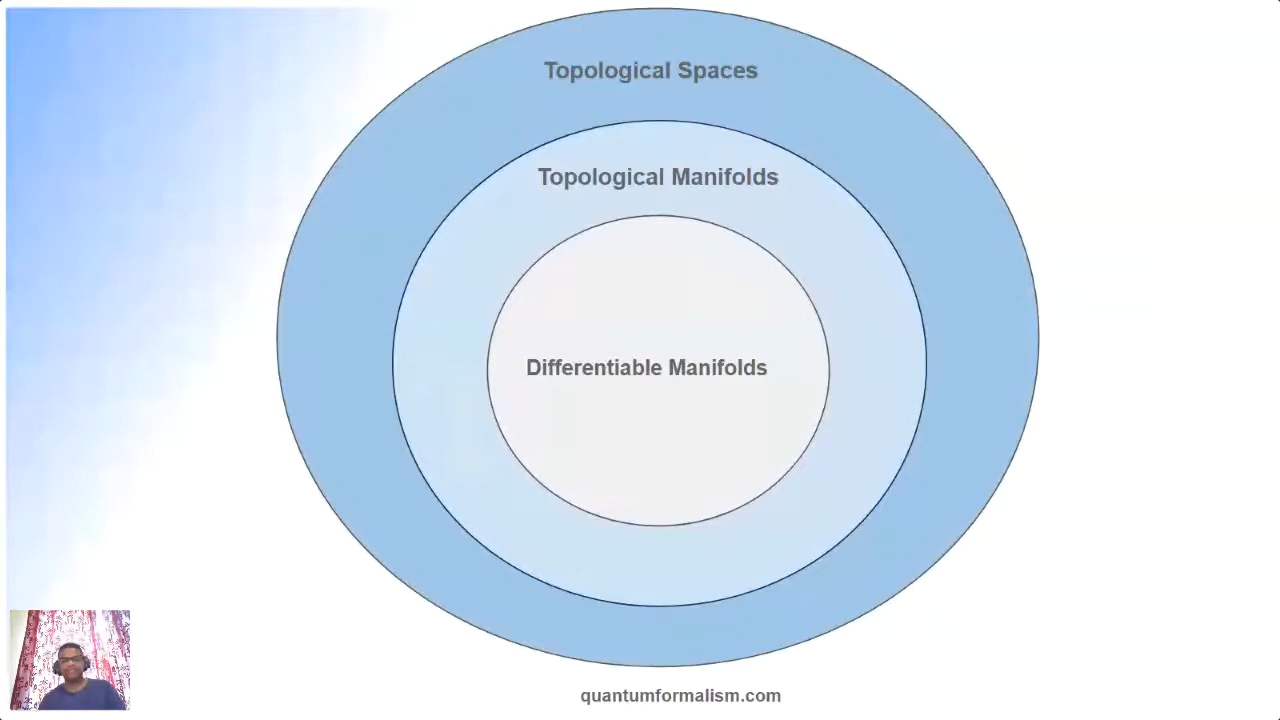 Topological Spaces
Topological Manifolds
Differentiable Manifolds
quantumformalism.com